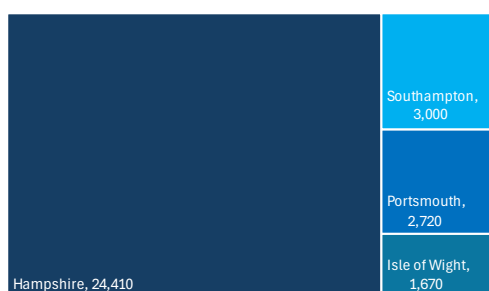 Southampton,
3,000
Portsmouth,
2,720
Isle of Wight,
1,670
Hampshire, 24,410